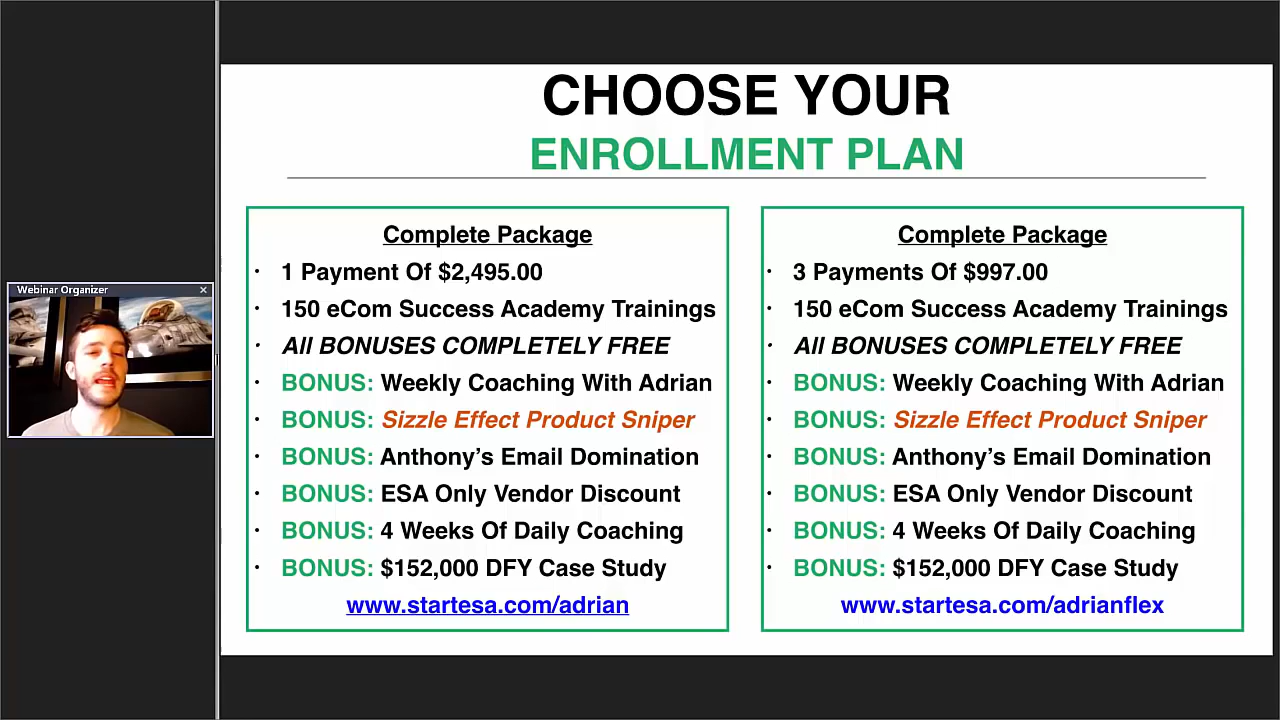 CHOOSE YOUR
ENROLLMENT PLAN
Webinar Organizer
Complete Package
· 1 Payment Of $2,495.00
· 150 eCom Success Academy Trainings
· All BONUSES COMPLETELY FREE
· BONUS: Weekly Coaching With Adrian
· BONUS: Sizzle Effect Product Sniper
· BONUS: Anthony’s Email Domination
· BONUS: ESA Only Vendor Discount
· BONUS: 4 Weeks Of Daily Coaching
· BONUS: $152,000 DFY Case Study
www.startesa.com/adrian
Complete Package
· 3 Payments Of $997.00
· 150 eCom Success Academy Trainings
· All BONUSES COMPLETELY FREE
· BONUS: Weekly Coaching With Adrian
· BONUS: Sizzle Effect Product Sniper
· BONUS: Anthony’s Email Domination
· BONUS: ESA Only Vendor Discount
· BONUS: 4 Weeks Of Daily Coaching
· BONUS: $152,000 DFY Case Study
www.startesa.com/adrianflex